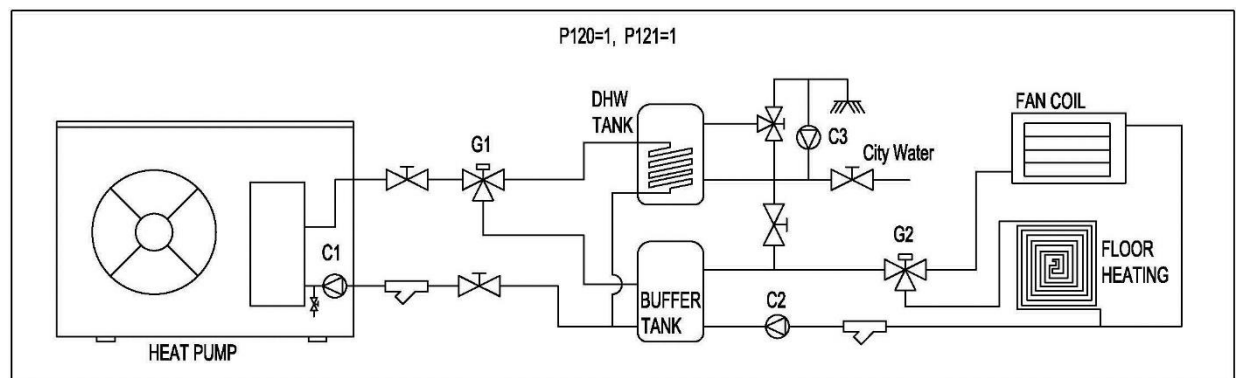 P120=1, P121=1
DHW
TANK
FAN COIL
G1
C3
City Water
C1
G2
FLOOR
HEATING
BUFFER
TANK
C2
HEAT PUMP